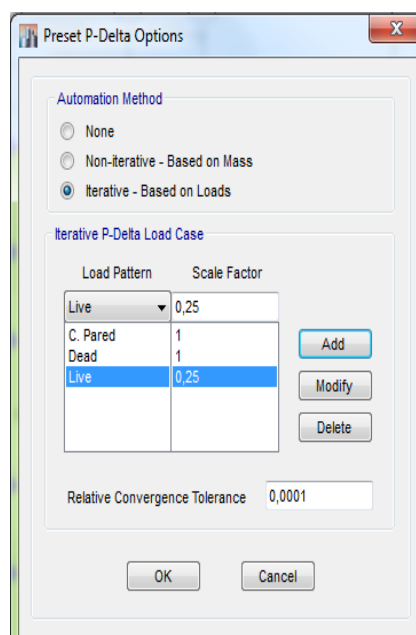 Preset P-Delta Options
Automation Method
None
Non-iterative - Based on Mass
Iterative - Based on Loads
Iterative P-Delta Load Case
Load Pattern Scale Factor
Live 0,25
C. Pared 1
Dead 1
Live 0,25
Add
Modify
Delete
Relative Convergence Tolerance 0,0001
OK Cancel